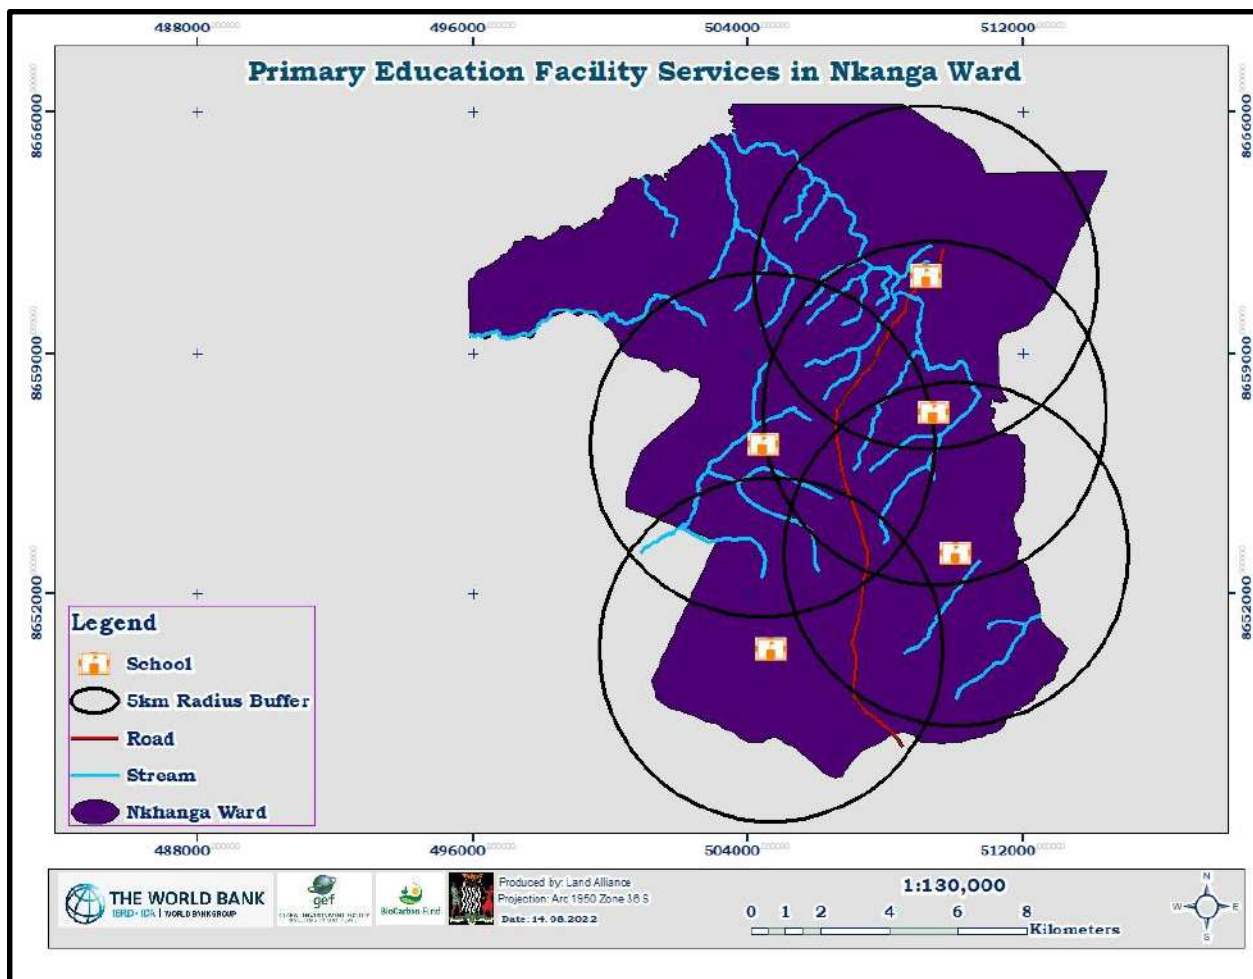 488000 496000 504000 512000
Primary Education Facility Services in Nkanga Ward
8666000 8666000
8659000 8659000
8652000 8652000
Legend
School
5km Radius Buffer
Road
Stream
Nkhanga Ward
488000 496000 504000 512000
THE WORLD BANK
IBRD • IDA | WORLD BANK GROUP
gef
BioCarbon Fund
Produced by: Land Alliance
Projection: Arc 1950 Zone 36 S
Date: 14.08.2022
1:130,000
0 1 2 4 6 8
Kilometers
N
W E
S